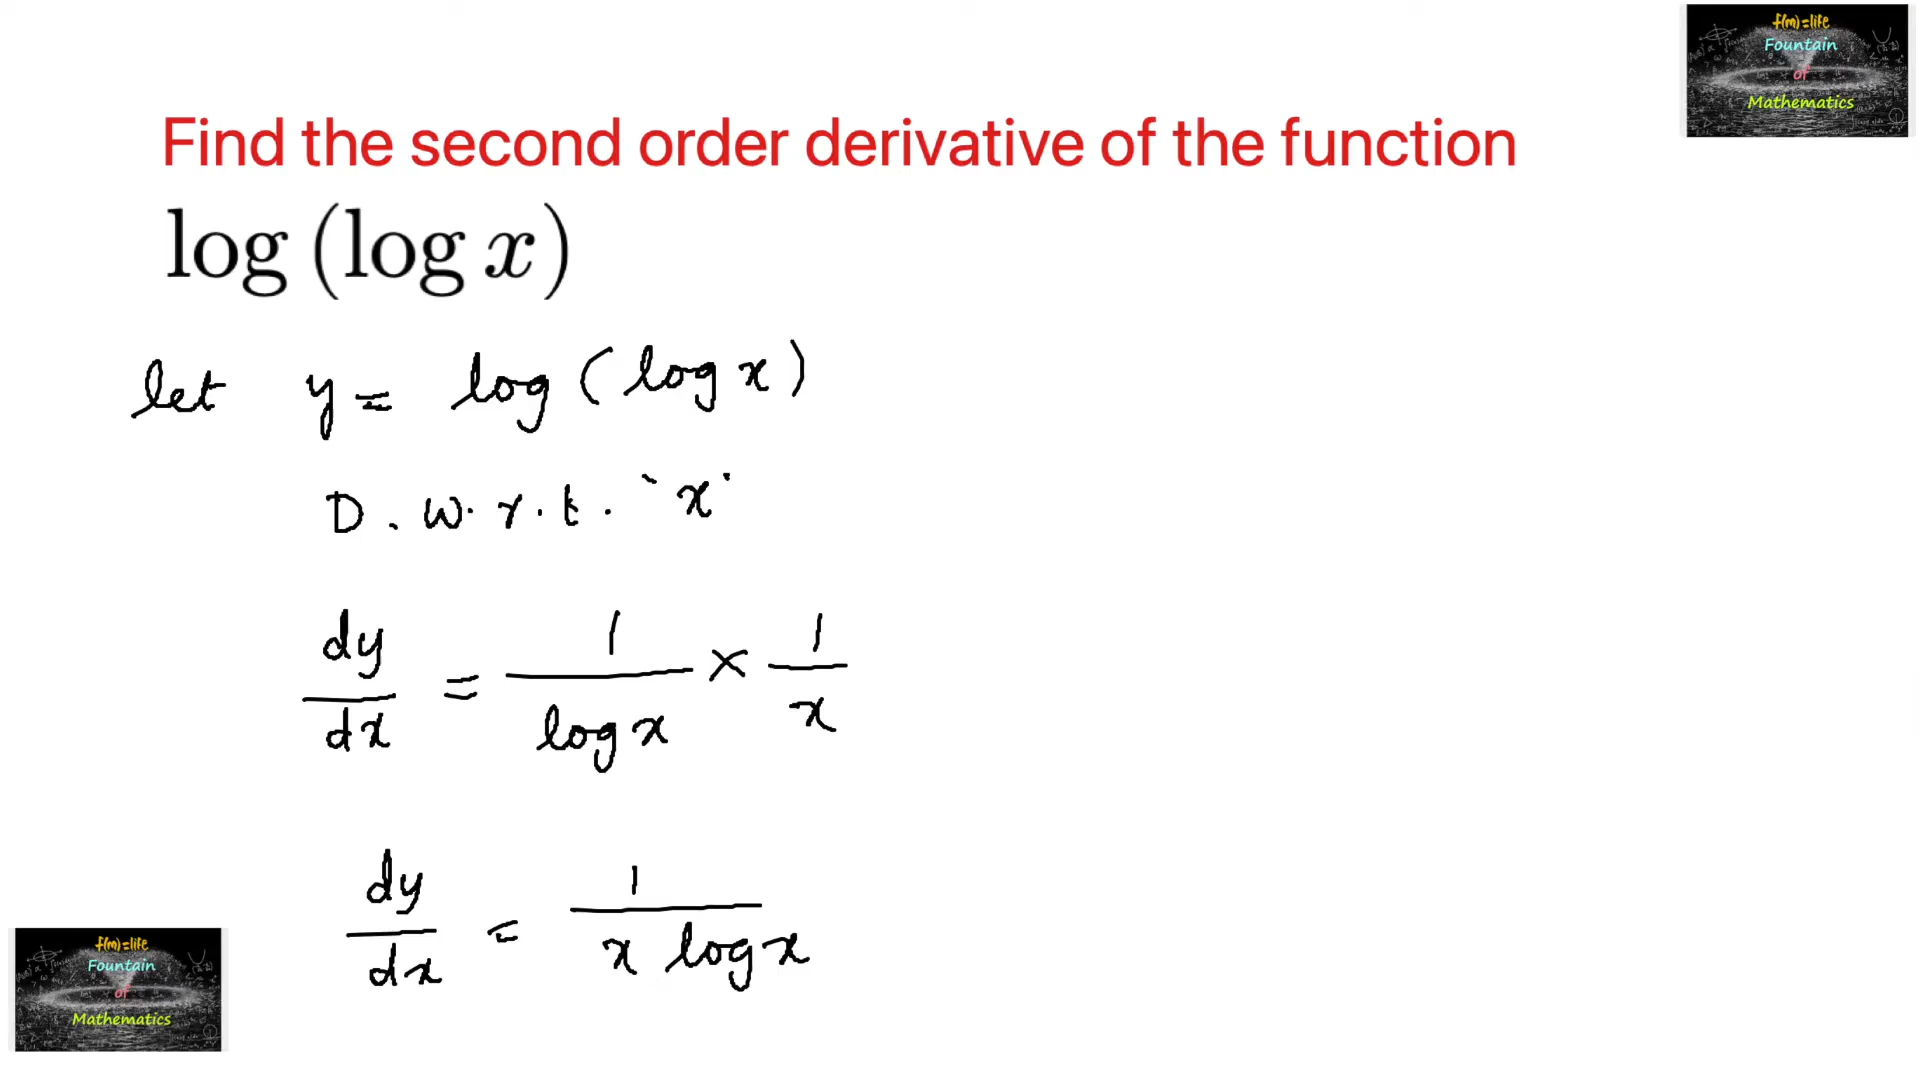 f(m)=life
Fountain
of
Mathematics
Find the second order derivative of the function
log (log x)
let y = log (log x)
D. w.r.t. `x'
dy/dx = 1/log x × 1/x
dy/dx = 1/x log x
f(m)=life
Fountain
of
Mathematics